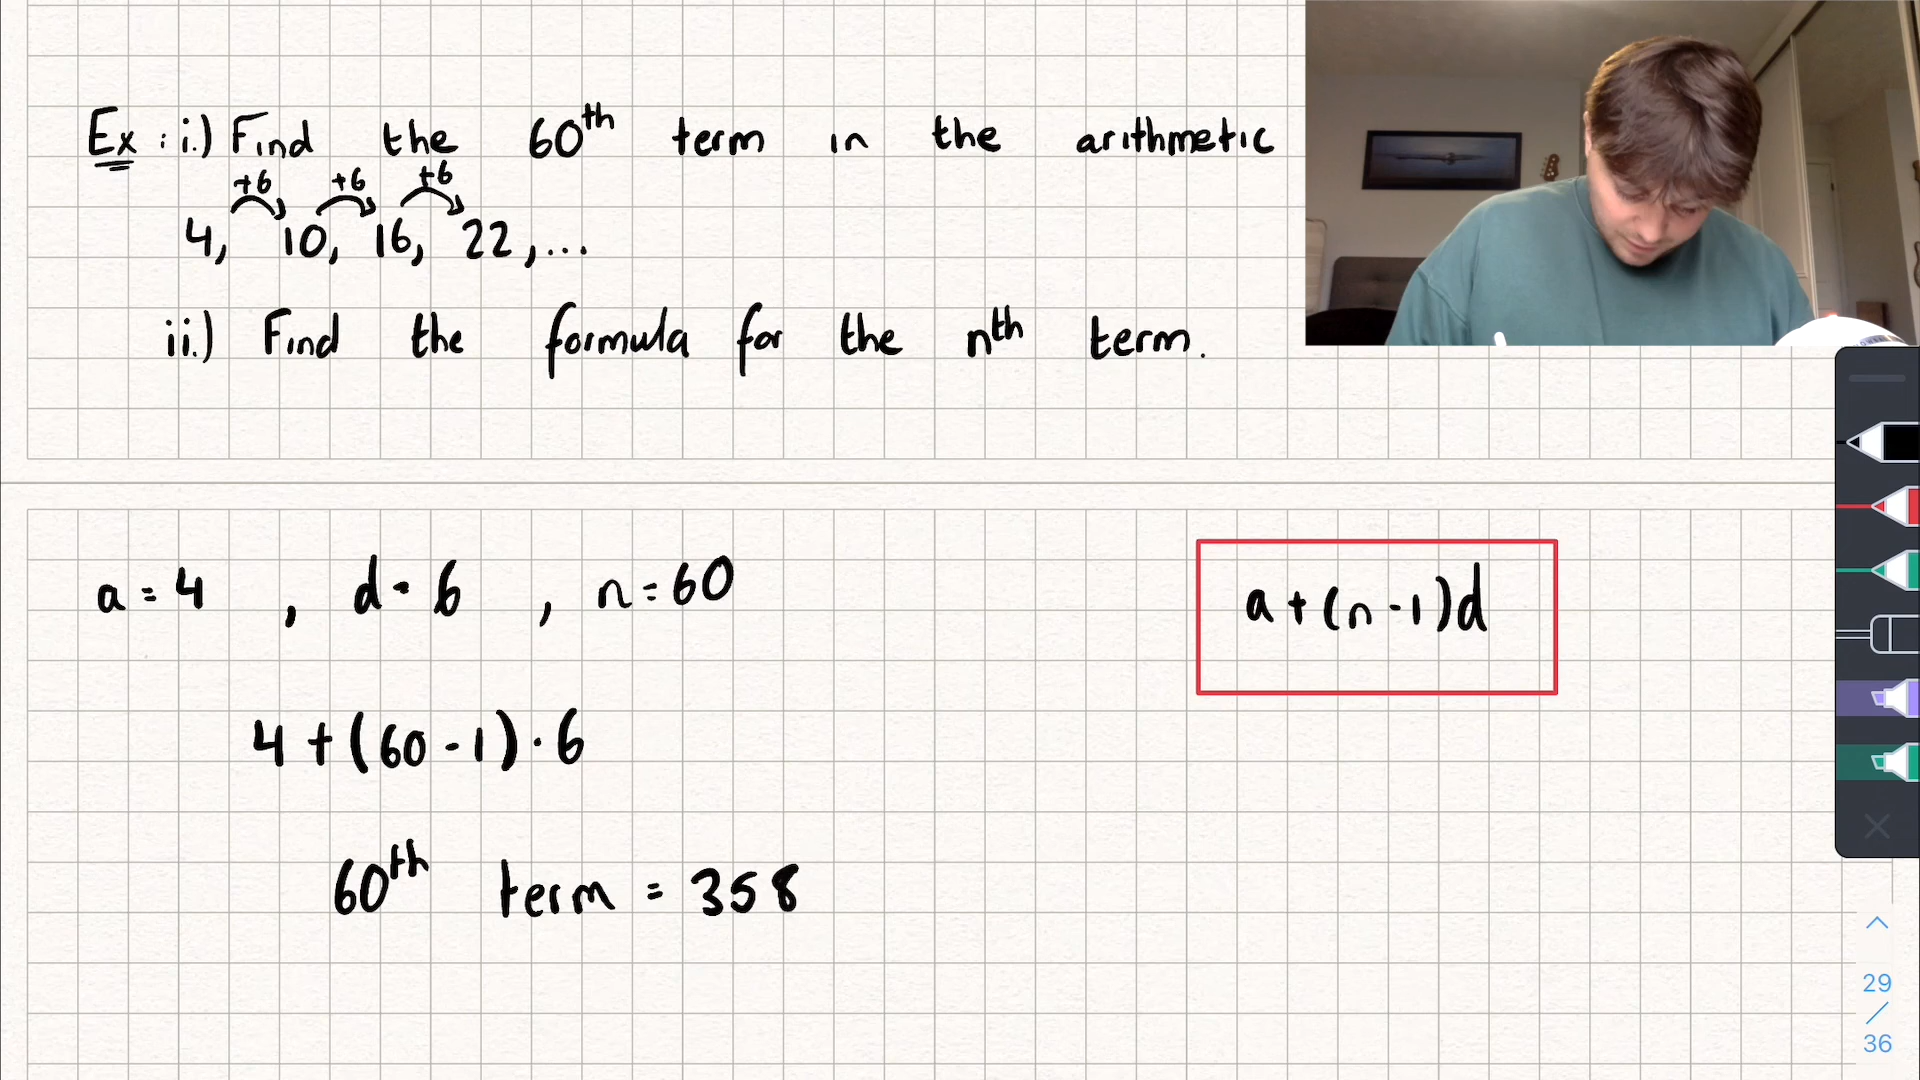 Ex : i.) Find the 60th term in the arithmetic
+6 +6 +6
4, 10, 16, 22, ...
ii.) Find the formula for the nth term.
a = 4 , d = 6 , n = 60
a + (n - 1)d
4 + (60 - 1) · 6
60th term = 358
29
/
36